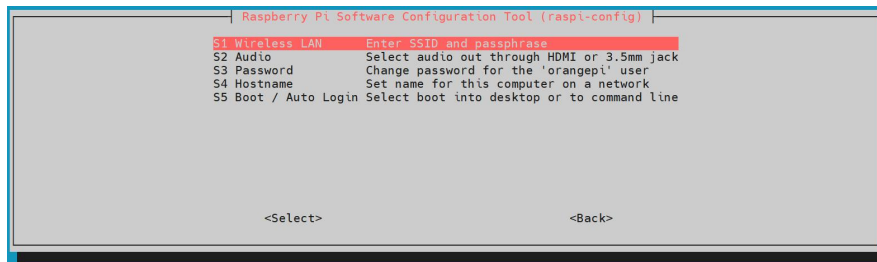 Raspberry Pi Software Configuration Tool (raspi-config)
S1 Wireless LAN Enter SSID and passphrase
S2 Audio Select audio out through HDMI or 3.5mm jack
S3 Password Change password for the 'orangepi' user
S4 Hostname Set name for this computer on a network
S5 Boot / Auto Login Select boot into desktop or to command line
<Select> <Back>